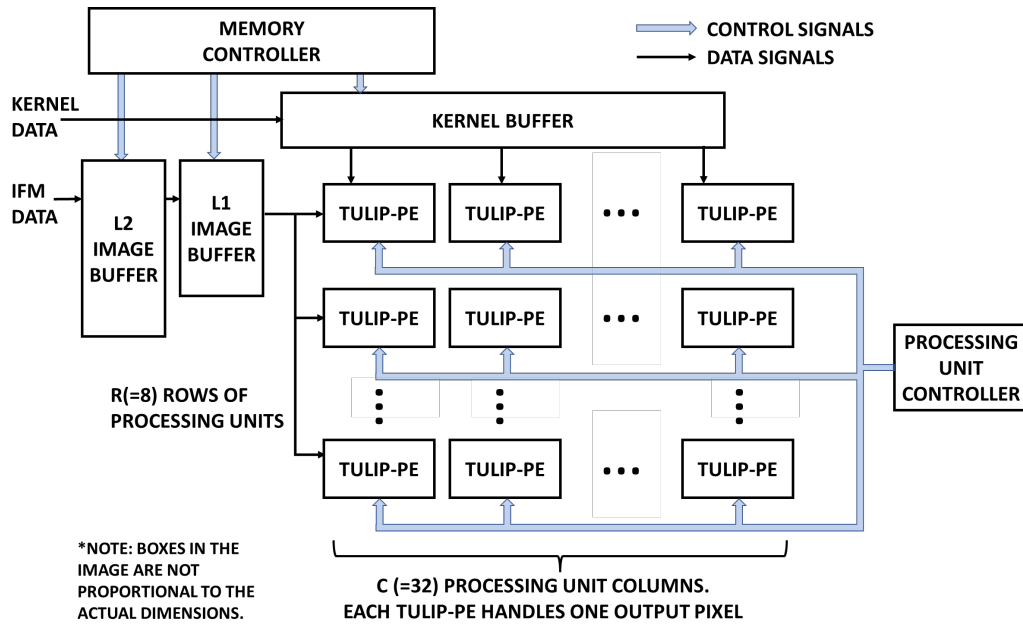 MEMORY
CONTROLLER
CONTROL SIGNALS
DATA SIGNALS
KERNEL
DATA
KERNEL BUFFER
IFM
DATA
L2
IMAGE
BUFFER
L1
IMAGE
BUFFER
TULIP-PE
TULIP-PE
TULIP-PE
TULIP-PE
TULIP-PE
TULIP-PE
PROCESSING
UNIT
CONTROLLER
R(=8) ROWS OF
PROCESSING UNITS
TULIP-PE
TULIP-PE
TULIP-PE
*NOTE: BOXES IN THE
IMAGE ARE NOT
PROPORTIONAL TO THE
ACTUAL DIMENSIONS.
C (=32) PROCESSING UNIT COLUMNS.
EACH TULIP-PE HANDLES ONE OUTPUT PIXEL